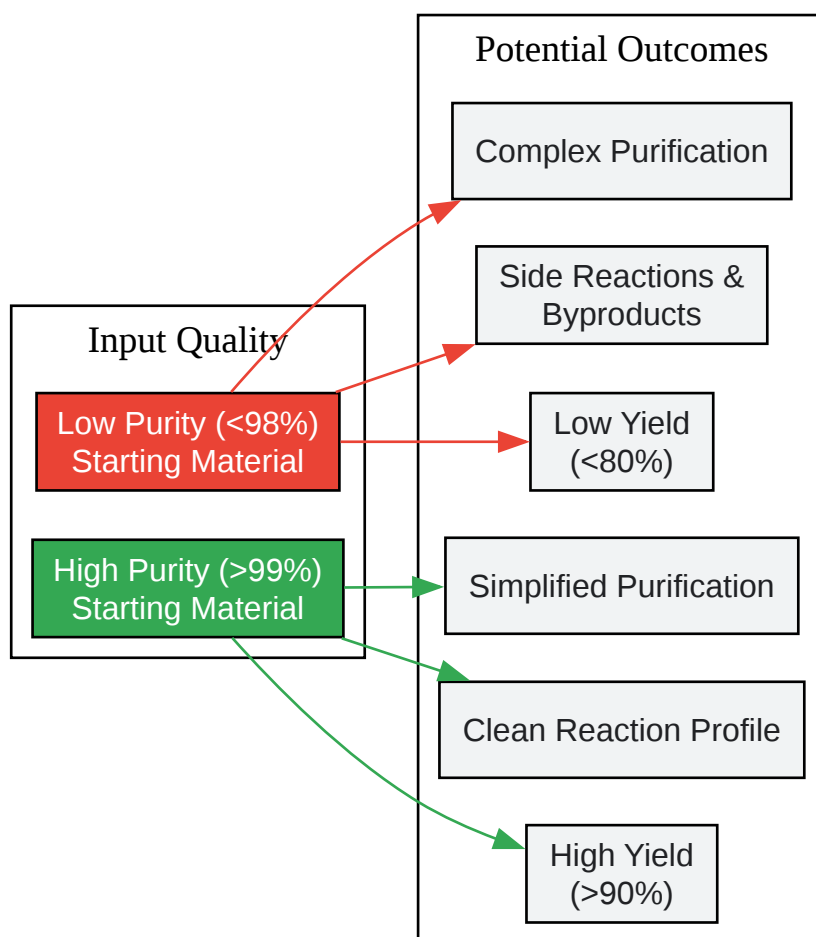 Potential Outcomes
Complex Purification
Side Reactions &
Byproducts
Input Quality
Low Purity (<98%)
Starting Material
Low Yield
(<80%)
High Purity (>99%)
Starting Material
Simplified Purification
Clean Reaction Profile
High Yield
(>90%)